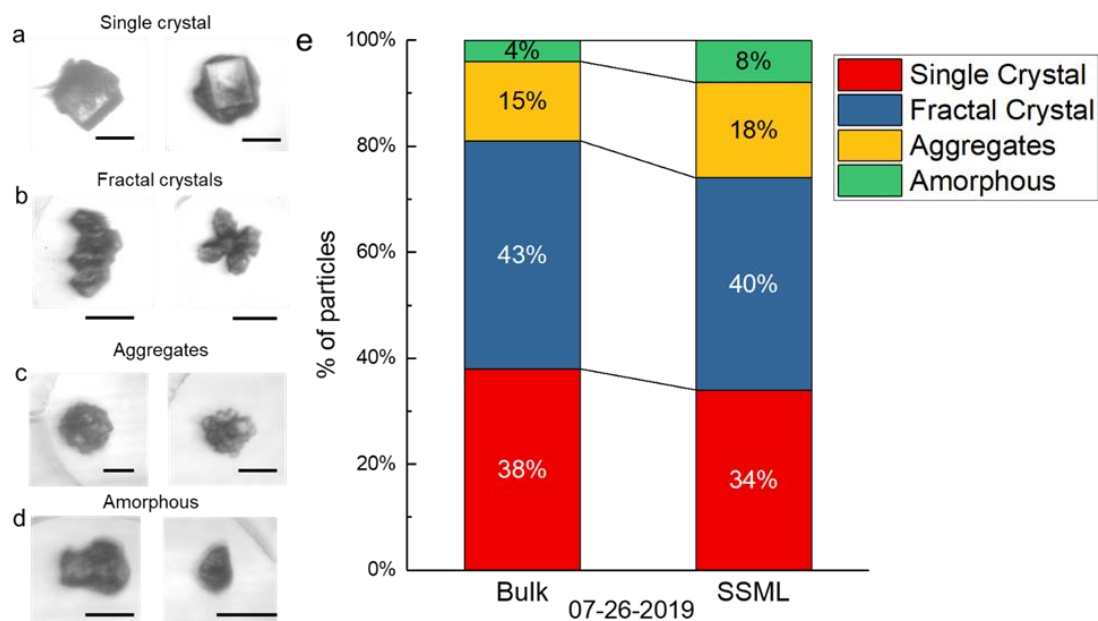 Single crystal
a
Fractal crystals
b
Aggregates
c
Amorphous
d
e
100%
80%
60%
40%
20%
0%
% of particles
4%
15%
43%
38%
8%
18%
40%
34%
Bulk
SSML
07-26-2019
Single Crystal
Fractal Crystal
Aggregates
Amorphous